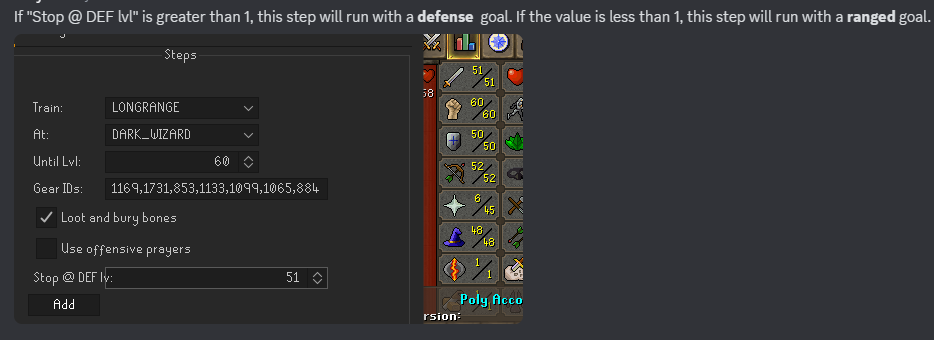 If "Stop @ DEF lvl" is greater than 1, this step will run with a defense goal. If the value is less than 1, this step will run with a ranged goal.
Steps
Train: LONGRANGE
At: DARK_WIZARD
Until Lvl: 60
Gear IDs: 1169,1731,853,1133,1099,1065,884
Loot and bury bones
Use offensive prayers
Stop @ DEF lv: 51
Add
58
51/51
60/60
50/50
52/52
6/45
48/48
1/1
Poly Acco
rsion: